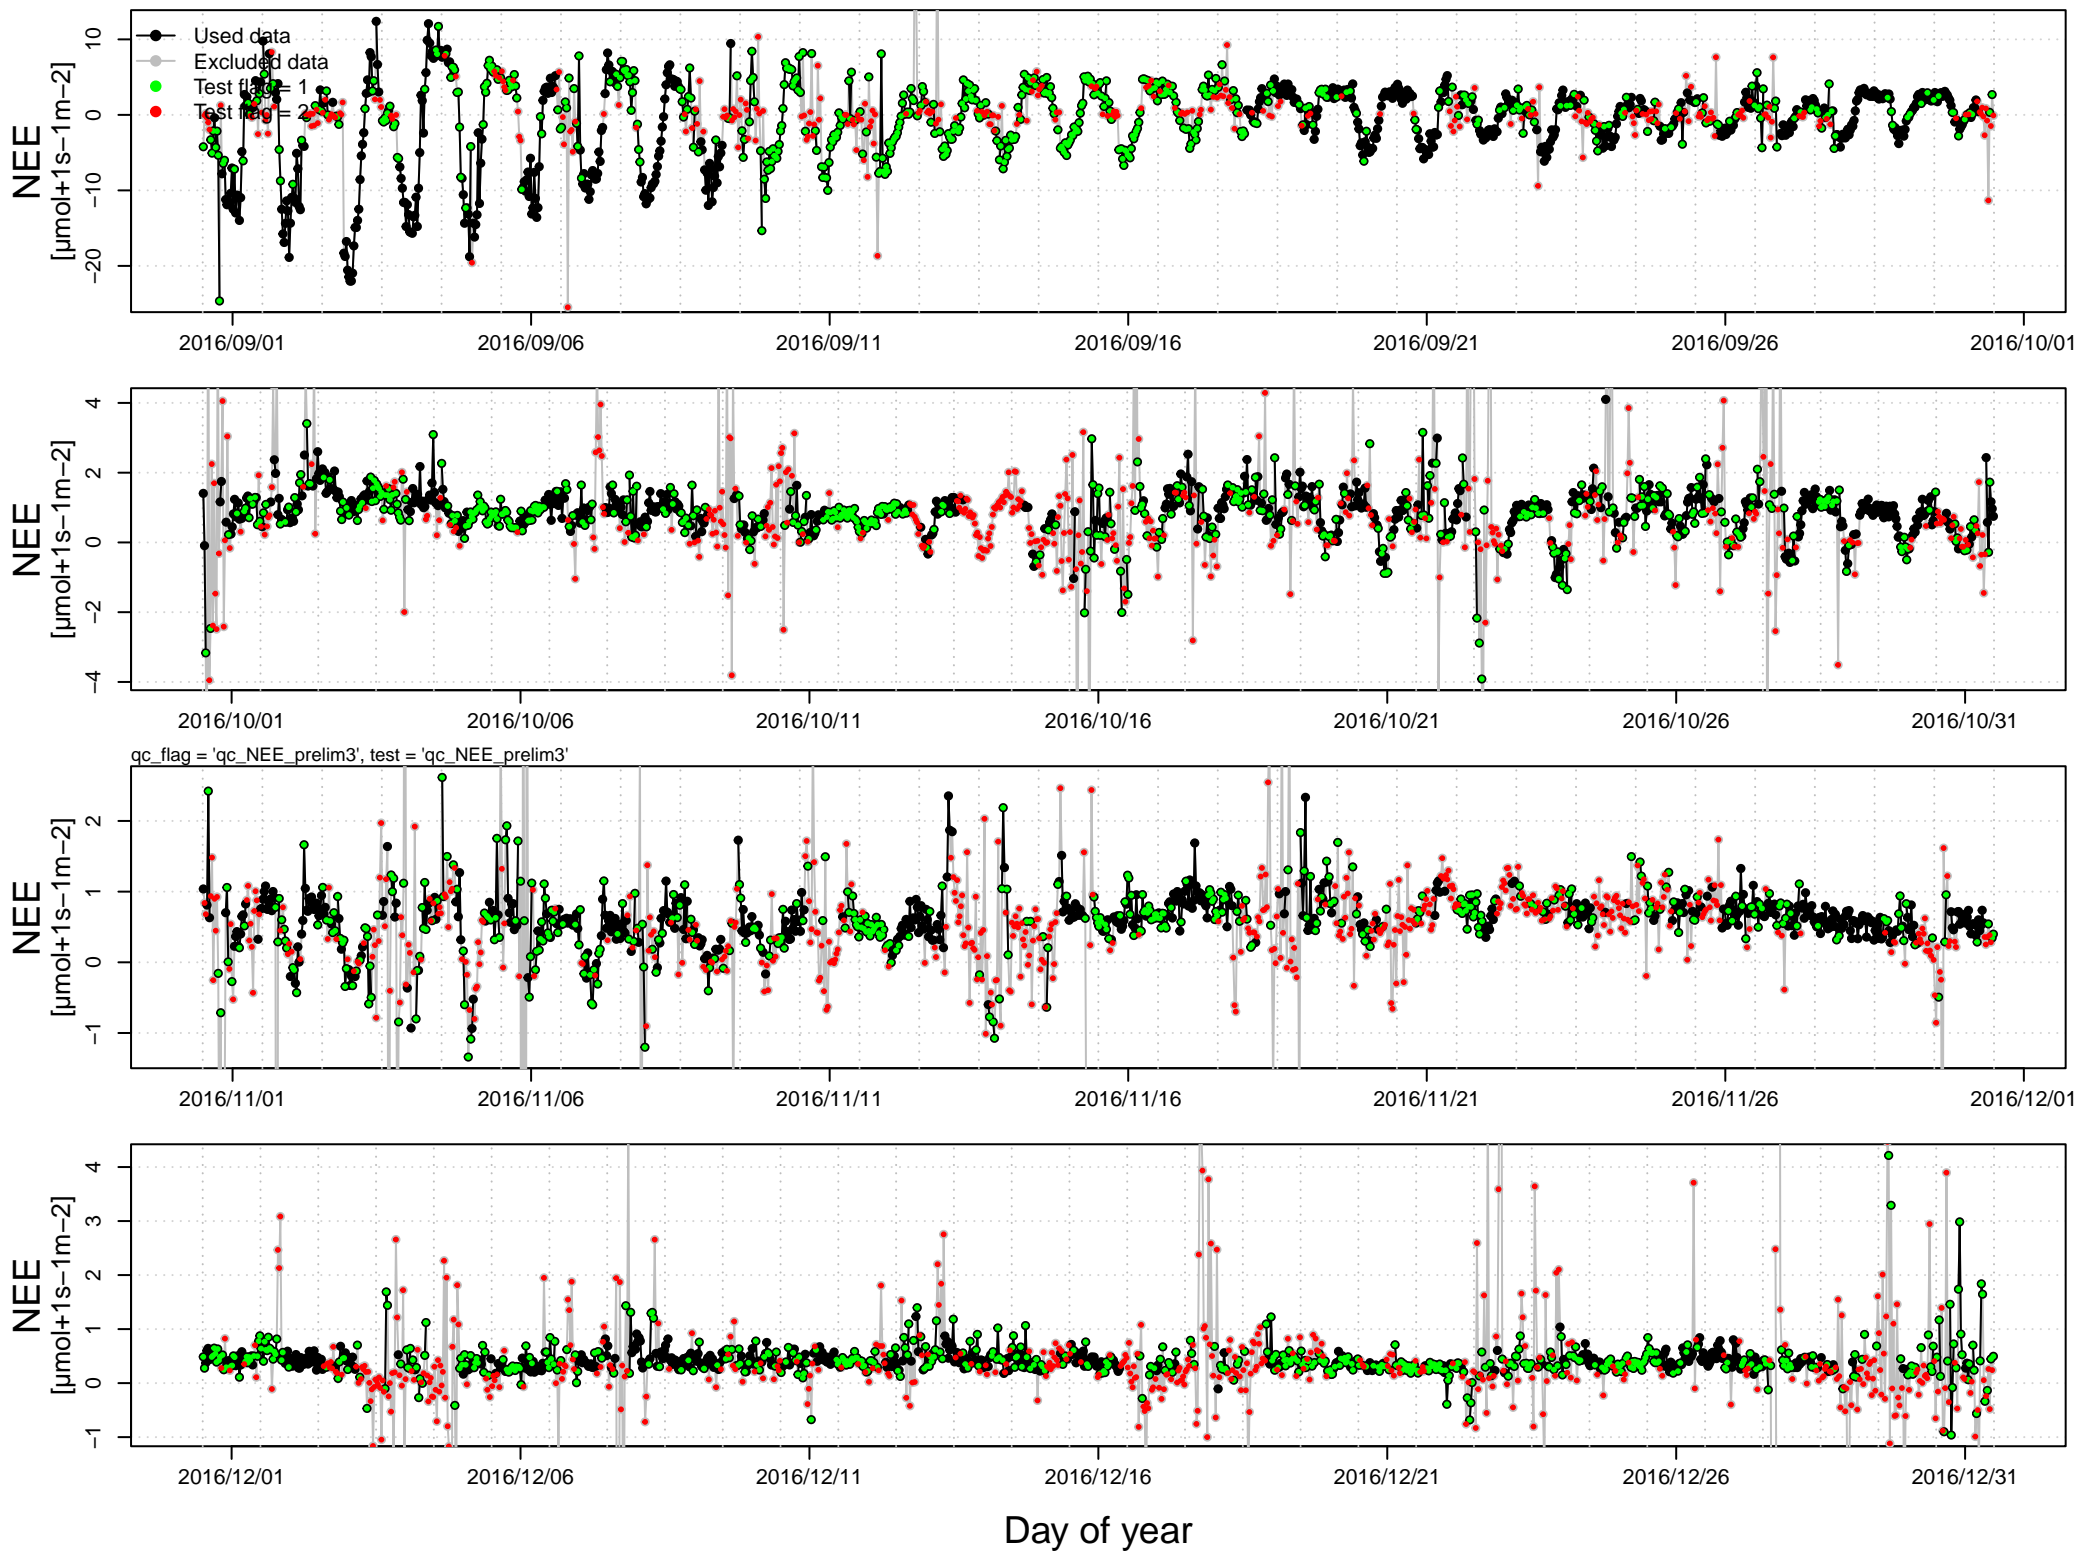 10
0
−10
−20
NEE
[µmol+1s−1m−2]
Used data
Excluded data
Test flag = 1
Test flag = 2
2016/09/01 2016/09/06 2016/09/11 2016/09/16 2016/09/21 2016/09/26 2016/10/01
4
2
0
−2
−4
NEE
[µmol+1s−1m−2]
2016/10/01 2016/10/06 2016/10/11 2016/10/16 2016/10/21 2016/10/26 2016/10/31
qc_flag = 'qc_NEE_prelim3', test = 'qc_NEE_prelim3'
2
1
0
−1
NEE
[µmol+1s−1m−2]
2016/11/01 2016/11/06 2016/11/11 2016/11/16 2016/11/21 2016/11/26 2016/12/01
4
3
2
1
0
−1
NEE
[µmol+1s−1m−2]
2016/12/01 2016/12/06 2016/12/11 2016/12/16 2016/12/21 2016/12/26 2016/12/31
Day of year